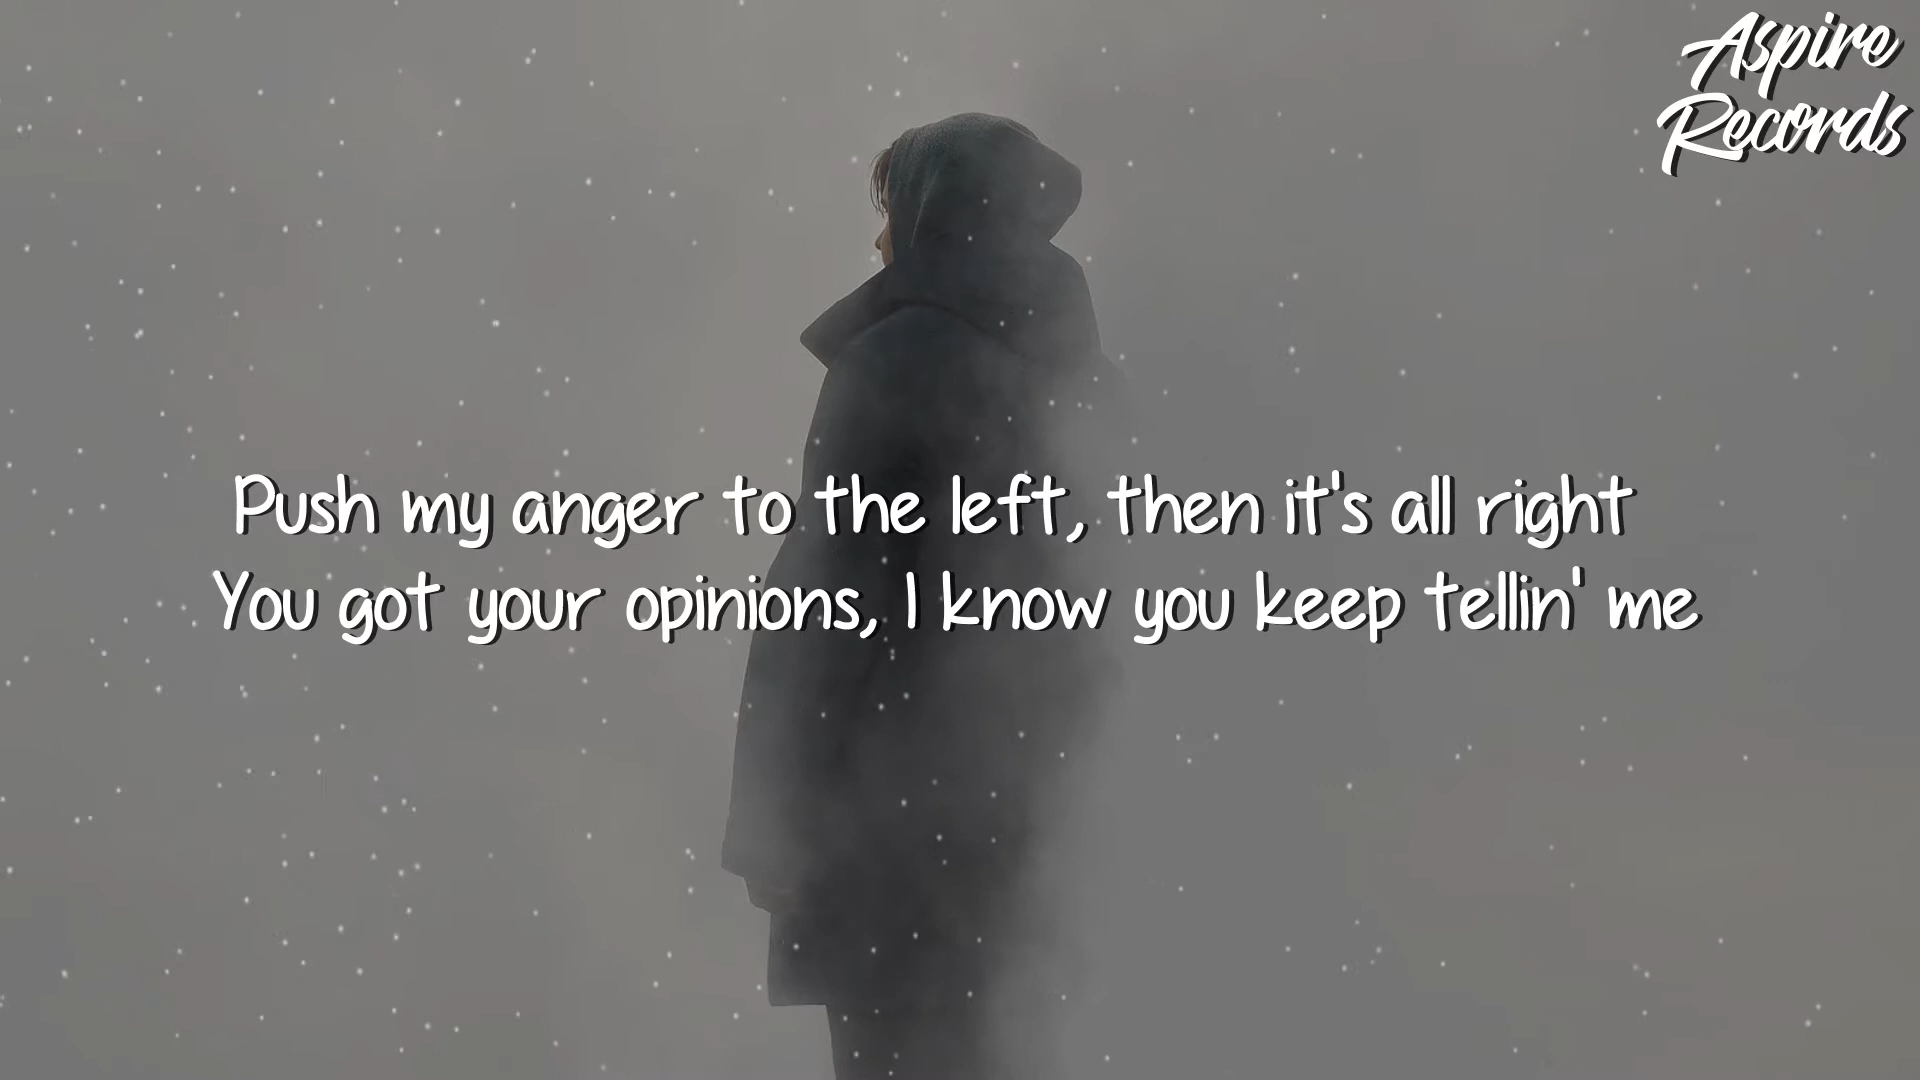 Aspire
Records
Push my anger to the left, then it's all right
You got your opinions, I know you keep tellin' me